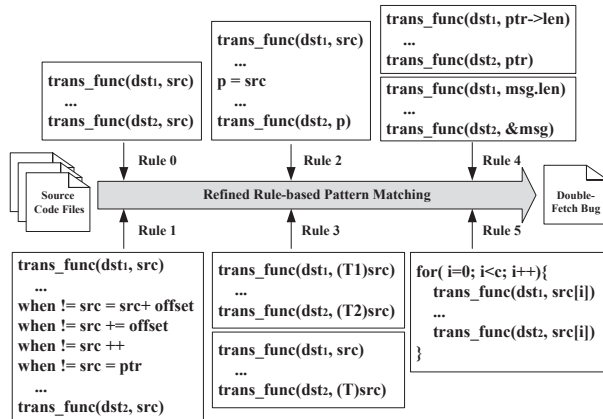 trans_func(dst1, src)
...
trans_func(dst2, src)
trans_func(dst1, src)
...
p = src
...
trans_func(dst2, p)
trans_func(dst1, ptr->len)
...
trans_func(dst2, ptr)
trans_func(dst1, msg.len)
...
trans_func(dst2, &msg)
Rule 0
Rule 2
Rule 4
Source
Code Files
Refined Rule-based Pattern Matching
Double-
Fetch Bug
Rule 1
Rule 3
Rule 5
trans_func(dst1, src)
...
when != src = src+ offset
when != src += offset
when != src ++
when != src = ptr
...
trans_func(dst2, src)
trans_func(dst1, (T1)src)
...
trans_func(dst2, (T2)src)
trans_func(dst1, src)
...
trans_func(dst2, (T)src)
for( i=0; i<c; i++){
trans_func(dst1, src[i])
...
trans_func(dst2, src[i])
}